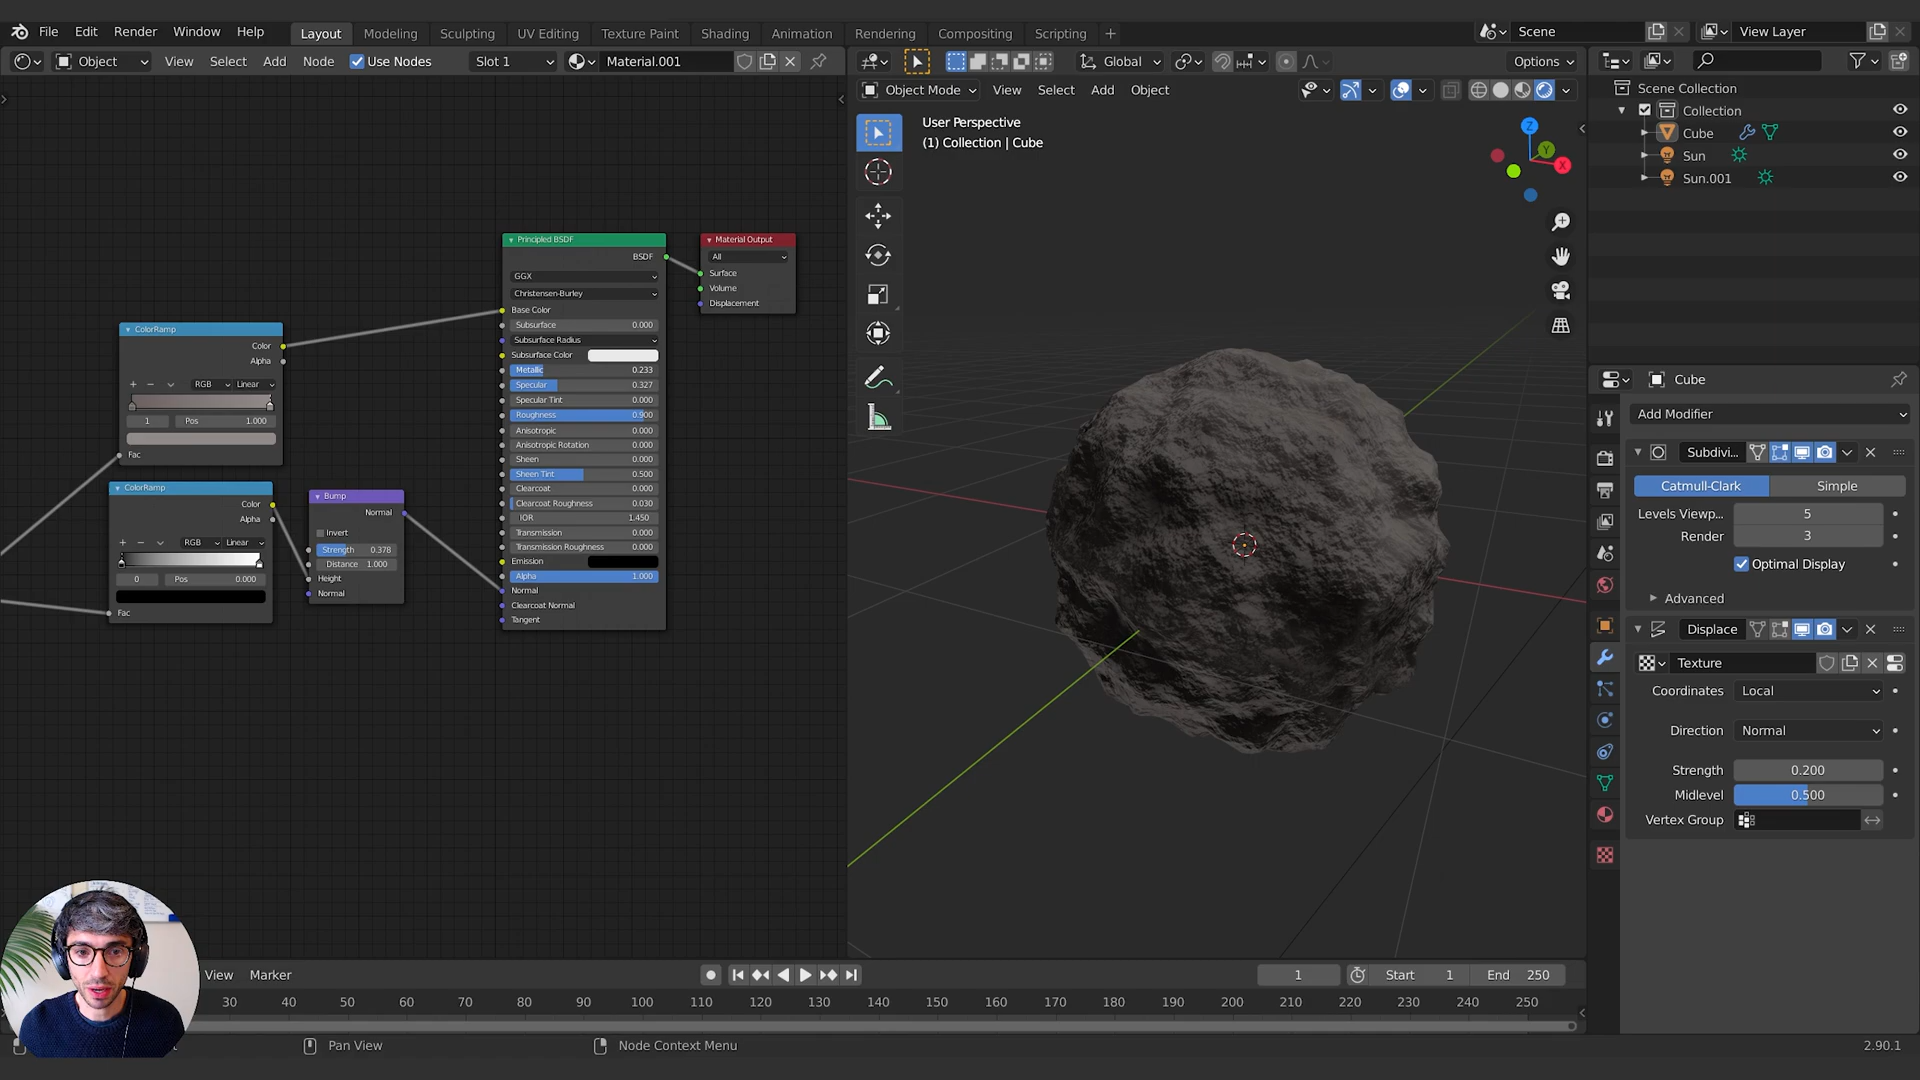 File Edit Render Window Help
Layout Modeling Sculpting UV Editing Texture Paint Shading Animation Rendering Compositing Scripting +
Scene
View Layer
Object View Select Add Node Use Nodes Slot 1 Material.001
Global Options
Object Mode View Select Add Object
User Perspective
(1) Collection | Cube
Z Y X
ColorRamp
Color
Alpha
RGB Linear
1 Pos 1.000
Fac
ColorRamp
Color
Alpha
RGB Linear
0 Pos 0.000
Fac
Bump
Normal
Invert
Strength 0.378
Distance 1.000
Height
Normal
Principled BSDF
BSDF
GGX
Christensen-Burley
Base Color
Subsurface 0.000
Subsurface Radius
Subsurface Color
Metallic 0.233
Specular 0.327
Specular Tint 0.000
Roughness 0.900
Anisotropic 0.000
Anisotropic Rotation 0.000
Sheen 0.000
Sheen Tint 0.500
Clearcoat 0.000
Clearcoat Roughness 0.030
IOR 1.450
Transmission 0.000
Transmission Roughness 0.000
Emission
Alpha 1.000
Normal
Clearcoat Normal
Tangent
Material Output
All
Surface
Volume
Displacement
Scene Collection
Collection
Cube
Sun
Sun.001
Cube
Add Modifier
Subdivi...
Catmull-Clark Simple
Levels Viewp... 5
Render 3
Optimal Display
Advanced
Displace
Texture
Coordinates Local
Direction Normal
Strength 0.200
Midlevel 0.500
Vertex Group
View Marker
1 Start 1 End 250
30 40 50 60 70 80 90 100 110 120 130 140 150 160 170 180 190 200 210 220 230 240 250
Pan View
Node Context Menu
2.90.1